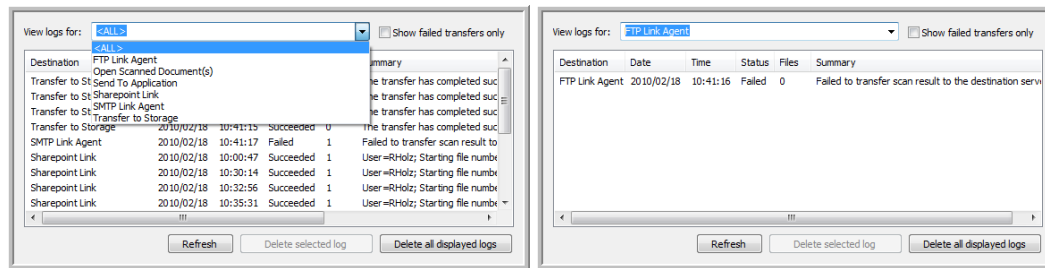 View logs for: <ALL> Show failed transfers only
<ALL>
FTP Link Agent
Open Scanned Document(s)
Send To Application
Sharepoint Link
SMTP Link Agent
Transfer to Storage
Destination ummary
Transfer to St he transfer has completed suc
Transfer to St he transfer has completed suc
Transfer to St he transfer has completed suc
Transfer to Storage 2010/02/18 10:41:15 Succeeded 0 The transfer has completed suc
SMTP Link Agent 2010/02/18 10:41:17 Failed 1 Failed to transfer scan result to
Sharepoint Link 2010/02/18 10:00:47 Succeeded 1 User=RHolz; Starting file numbe
Sharepoint Link 2010/02/18 10:30:14 Succeeded 1 User=RHolz; Starting file numbe
Sharepoint Link 2010/02/18 10:32:56 Succeeded 1 User=RHolz; Starting file numbe
Sharepoint Link 2010/02/18 10:35:31 Succeeded 1 User=RHolz; Starting file numbe
Refresh Delete selected log Delete all displayed logs
View logs for: FTP Link Agent Show failed transfers only
Destination Date Time Status Files Summary
FTP Link Agent 2010/02/18 10:41:16 Failed 0 Failed to transfer scan result to the destination serv
Refresh Delete selected log Delete all displayed logs